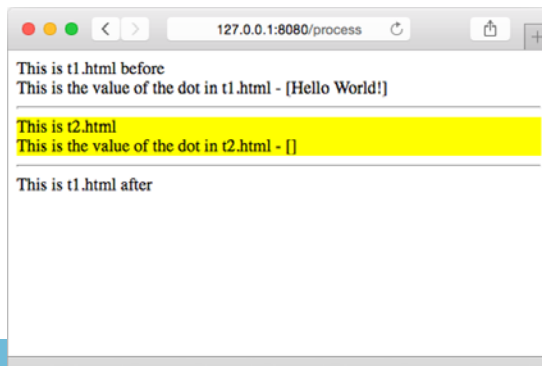 127.0.0.1:8080/process
This is t1.html before
This is the value of the dot in t1.html - [Hello World!]
This is t2.html
This is the value of the dot in t2.html - []
This is t1.html after